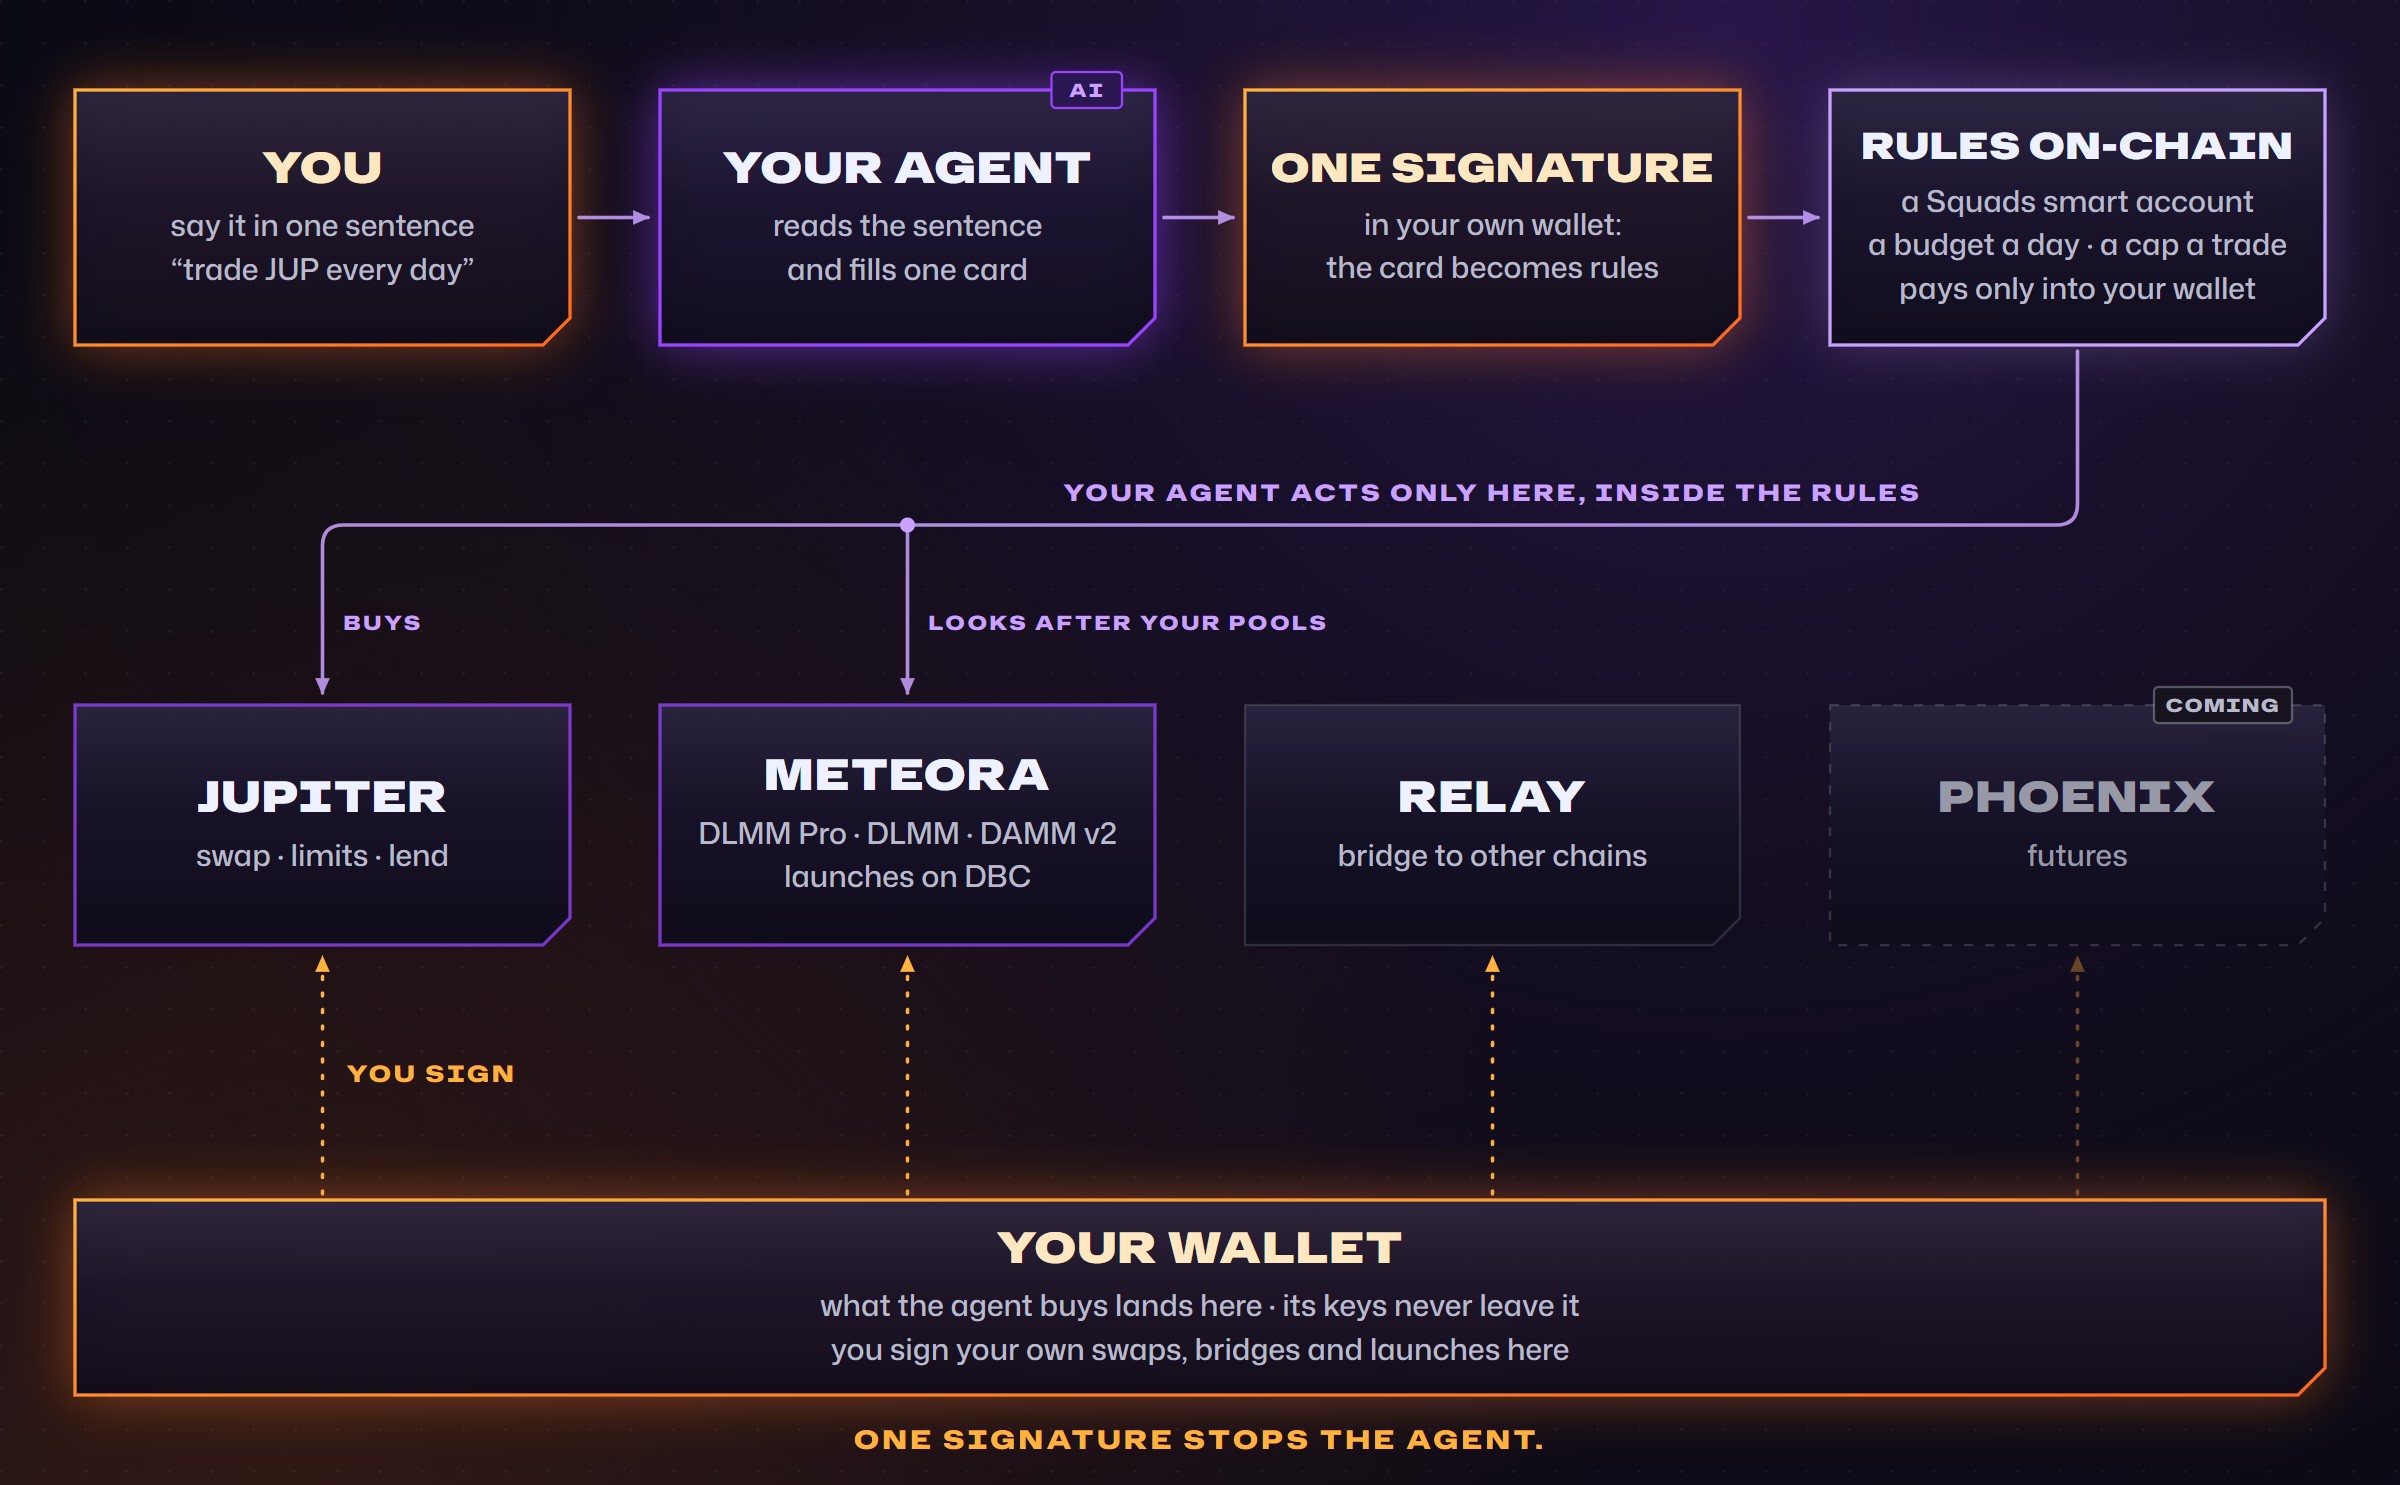 YOU
say it in one sentence
“trade JUP every day”
AI
YOUR AGENT
reads the sentence
and fills one card
ONE SIGNATURE
in your own wallet:
the card becomes rules
RULES ON-CHAIN
a Squads smart account
a budget a day · a cap a trade
pays only into your wallet
YOUR AGENT ACTS ONLY HERE, INSIDE THE RULES
BUYS
LOOKS AFTER YOUR POOLS
JUPITER
swap · limits · lend
METEORA
DLMM Pro · DLMM · DAMM v2
launches on DBC
RELAY
bridge to other chains
COMING
PHOENIX
futures
YOU SIGN
YOUR WALLET
what the agent buys lands here · its keys never leave it
you sign your own swaps, bridges and launches here
ONE SIGNATURE STOPS THE AGENT.